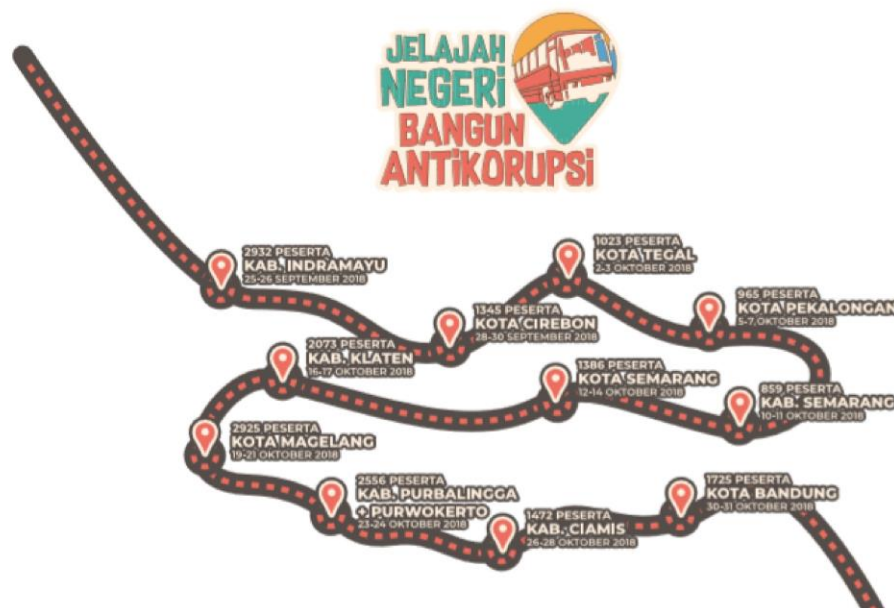 JELAJAH
NEGERI
BANGUN
ANTIKORUPSI
2932 PESERTA
KAB. INDRAMAYU
25-26 SEPTEMBER 2018
1345 PESERTA
KOTA CIREBON
28-30 SEPTEMBER 2018
1023 PESERTA
KOTA TEGAL
2-3 OKTOBER 2018
965 PESERTA
KOTA PEKALONGAN
5-7 OKTOBER 2018
859 PESERTA
KAB. SEMARANG
10-11 OKTOBER 2018
1386 PESERTA
KOTA SEMARANG
12-14 OKTOBER 2018
2073 PESERTA
KAB. KLATEN
16-17 OKTOBER 2018
2925 PESERTA
KOTA MAGELANG
19-21 OKTOBER 2018
2556 PESERTA
KAB. PURBALINGGA
+ PURWOKERTO
23-24 OKTOBER 2018
1472 PESERTA
KAB. CIAMIS
26-28 OKTOBER 2018
1725 PESERTA
KOTA BANDUNG
30-31 OKTOBER 2018